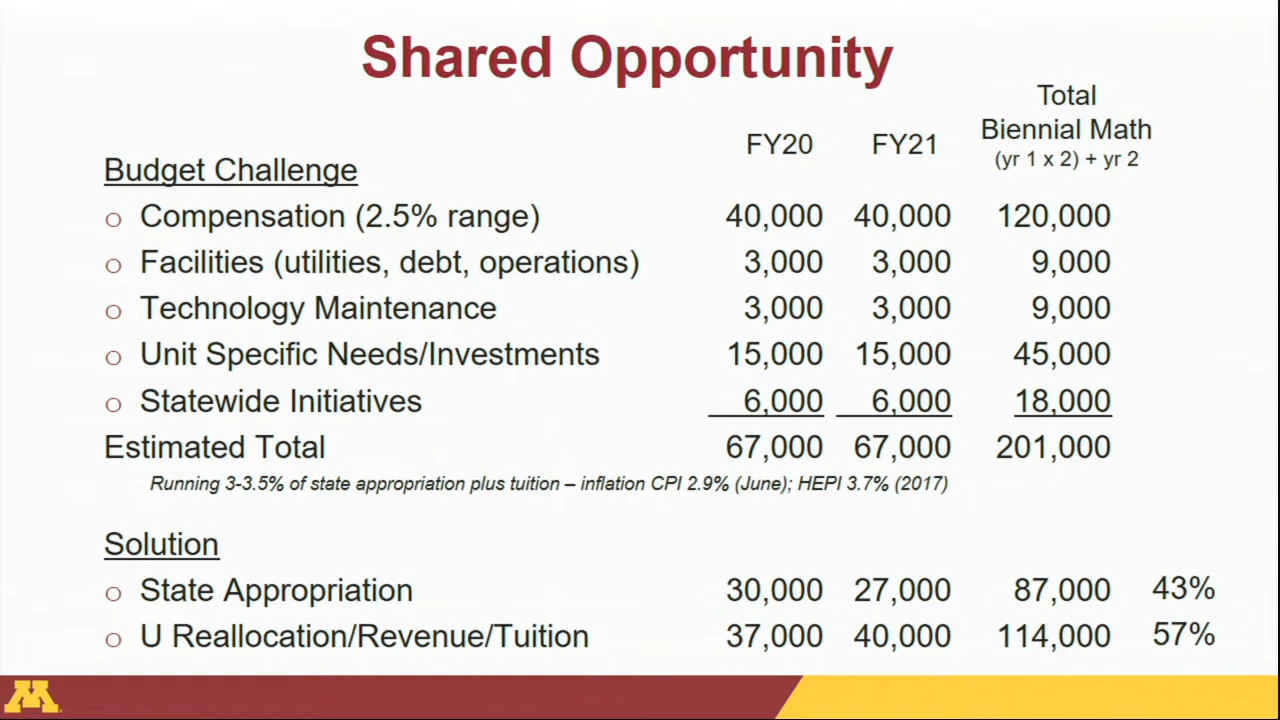 Shared Opportunity
Total
Biennial Math
(yr 1 x 2) + yr 2
FY20 FY21
Budget Challenge
o Compensation (2.5% range) 40,000 40,000 120,000
o Facilities (utilities, debt, operations) 3,000 3,000 9,000
o Technology Maintenance 3,000 3,000 9,000
o Unit Specific Needs/Investments 15,000 15,000 45,000
o Statewide Initiatives 6,000 6,000 18,000
Estimated Total 67,000 67,000 201,000
Running 3-3.5% of state appropriation plus tuition – inflation CPI 2.9% (June); HEPI 3.7% (2017)
Solution
o State Appropriation 30,000 27,000 87,000 43%
o U Reallocation/Revenue/Tuition 37,000 40,000 114,000 57%
M